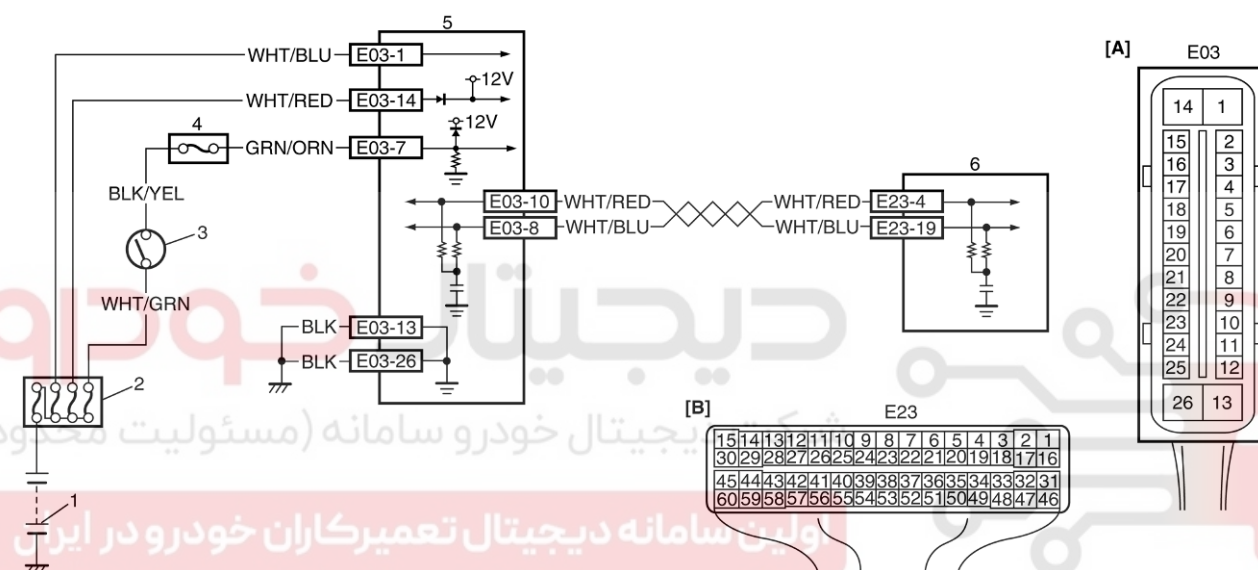 5
WHT/BLU E03-1
12V
WHT/RED E03-14
12V
4
GRN/ORN E03-7
BLK/YEL
3
WHT/GRN
E03-10 WHT/RED WHT/RED E23-4
E03-8 WHT/BLU WHT/BLU E23-19
6
BLK E03-13
BLK E03-26
2
1
[A] E03
14 1
15 2
16 3
17 4
18 5
19 6
20 7
21 8
22 9
23 10
24 11
25 12
26 13
[B] E23
15 14 13 12 11 10 9 8 7 6 5 4 3 2 1
30 29 28 27 26 25 24 23 22 21 20 19 18 17 16
45 44 43 42 41 40 39 38 37 36 35 34 33 32 31
60 59 58 57 56 55 54 53 52 51 50 49 48 47 46
دیجیتال خودرو
شرکت دیجیتال خودرو سامانه (مسئولیت محدود
اولین سامانه دیجیتال تعمیرکاران خودرو در ایران